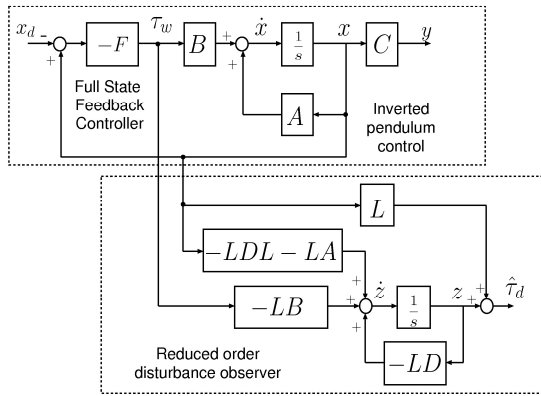 x_d
-
+
−F
τ_w
B
+
+
ẋ
1/s
x
C
y
A
Full State
Feedback
Controller
Inverted
pendulum
control
L
−LDL − LA
+
−LB
+
+
ż
1/s
z
+
+
τ̂_d
−LD
Reduced order
disturbance observer